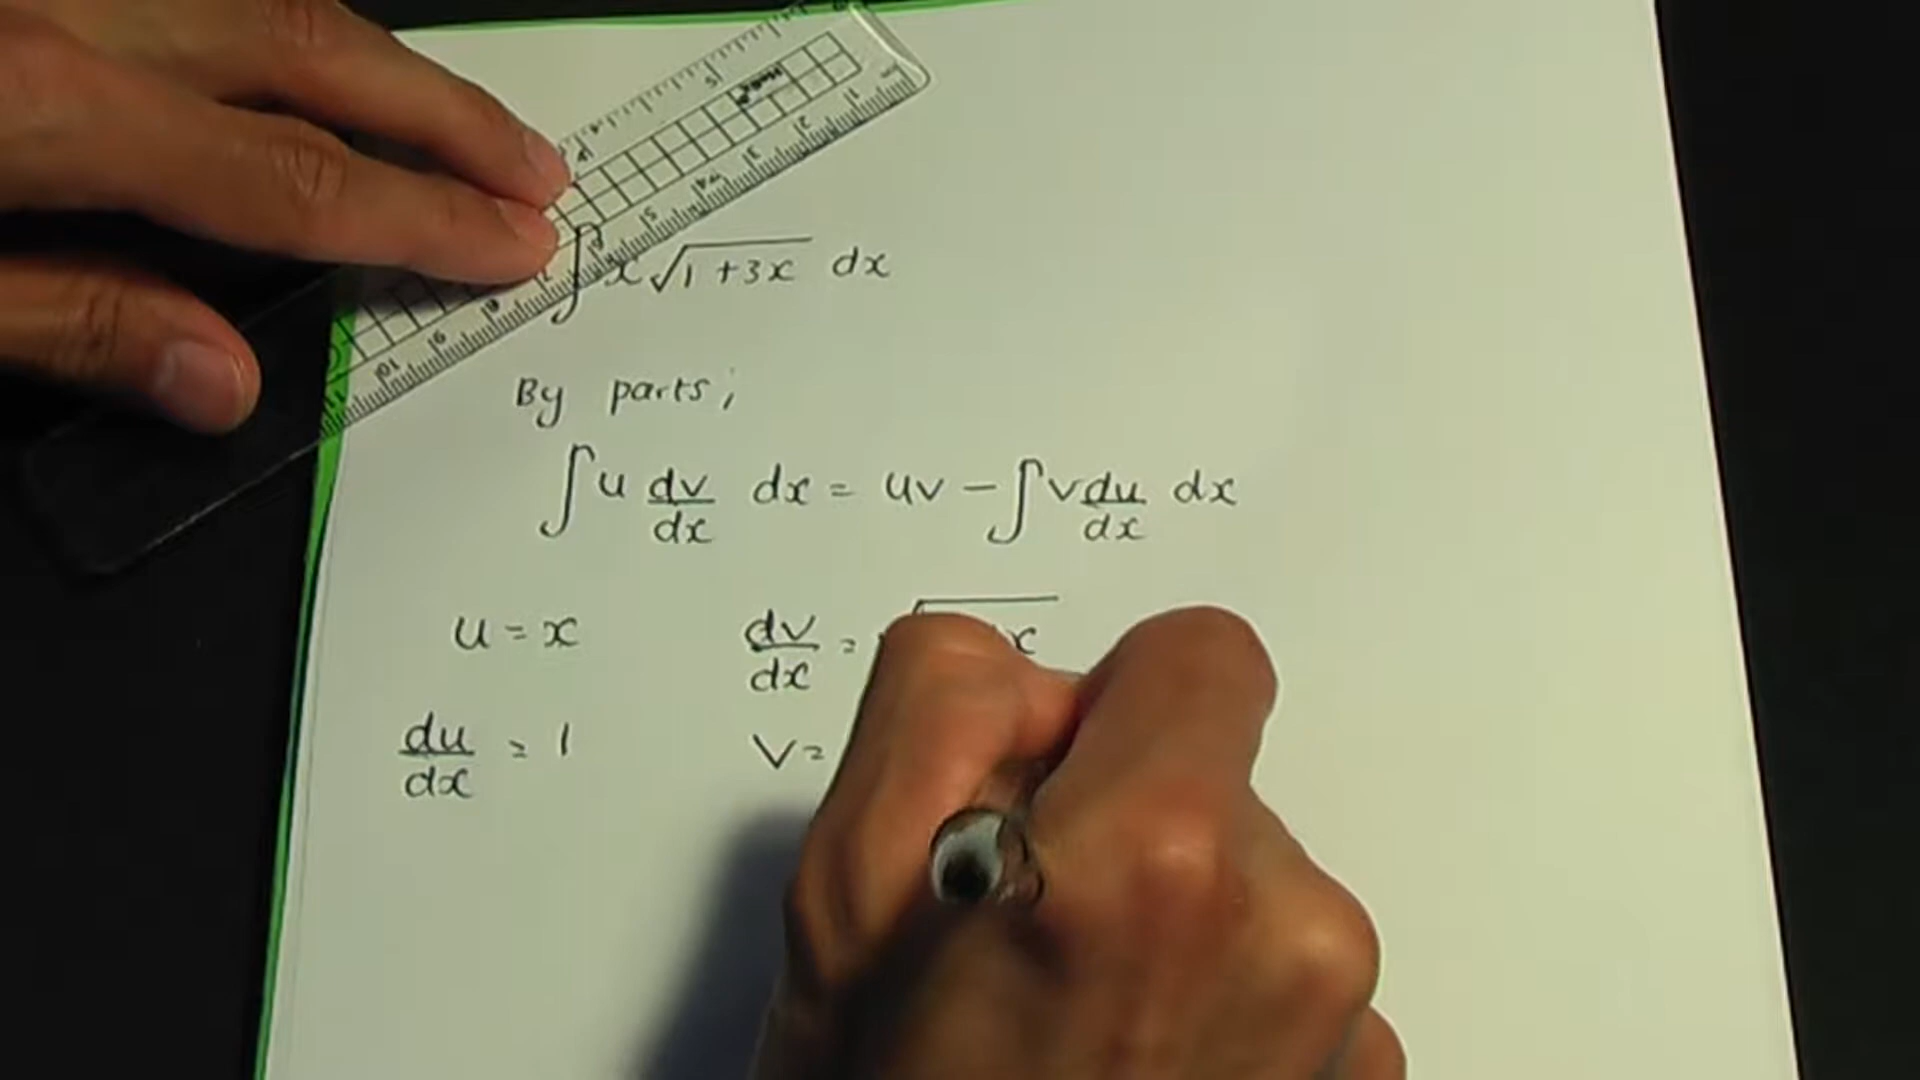 ∫ x√(1+3x) dx
By parts;
∫ u dv/dx dx = uv − ∫ v du/dx dx
u = x
dv/dx = x
du/dx = 1
v =